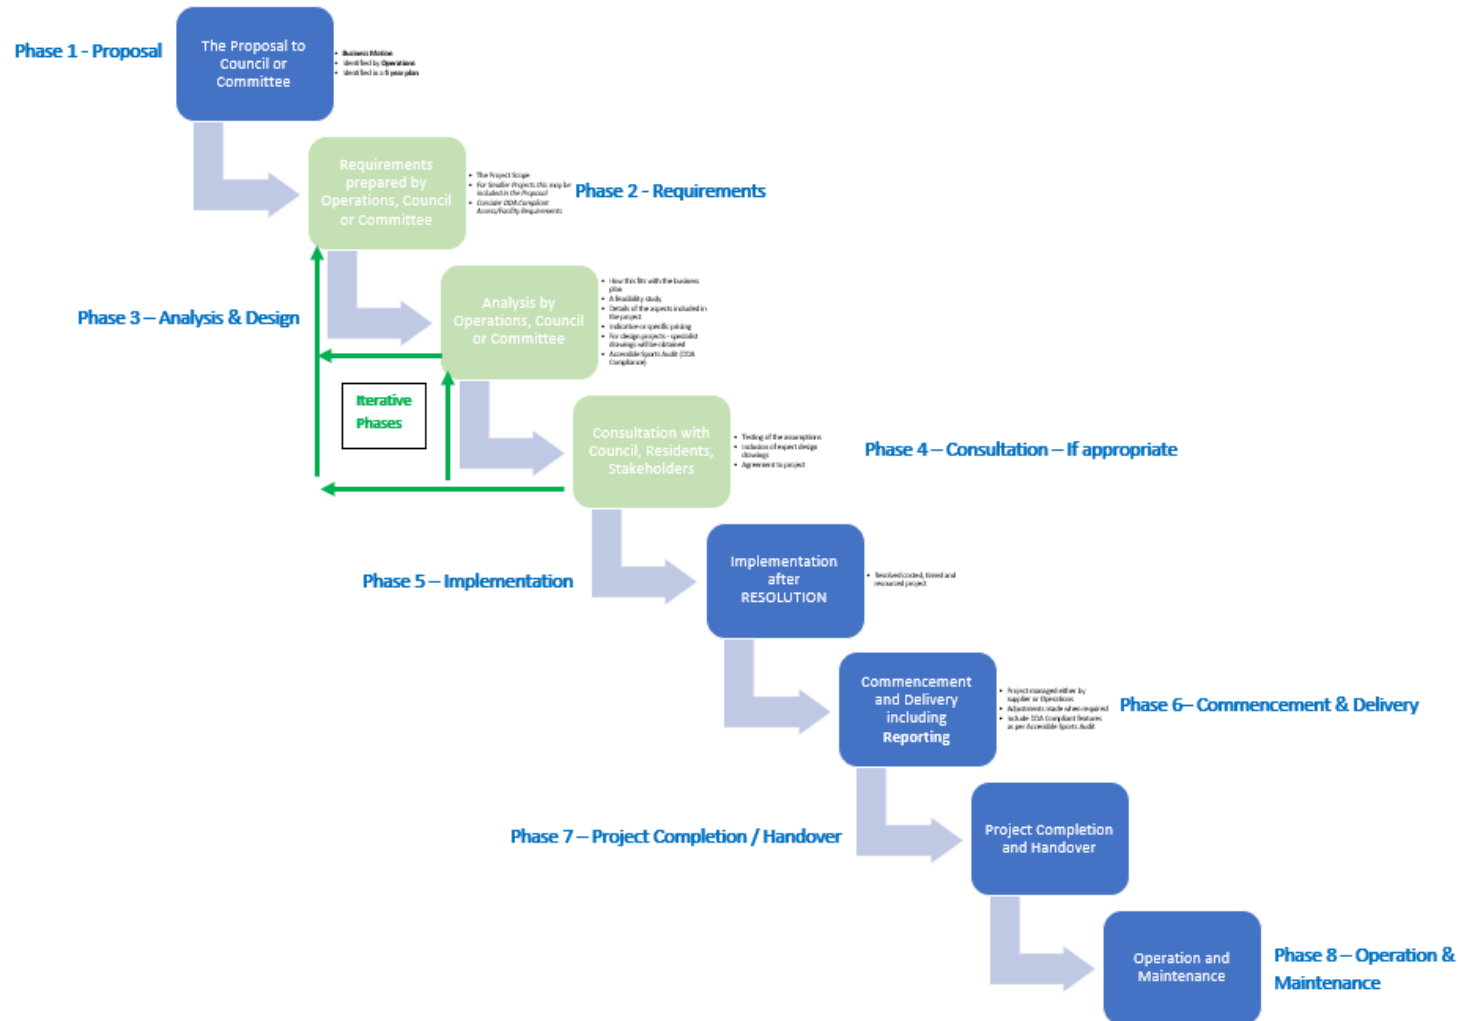 Phase 1 - Proposal
The Proposal to
Council or
Committee
• Business Motion
• Identified by Operations
• Identified in a 5 year plan
Requirements
prepared by
Operations, Council
or Committee
• The Project Scope
• For Smaller Projects this may be
included in the Proposal
• Consider DDA Compliant
Access/Facility Requirements
Phase 2 - Requirements
Phase 3 – Analysis & Design
Analysis by
Operations, Council
or Committee
• How this fits with the business
plan
• A feasibility study
• Details of the aspects included in
the project
• Indicative or specific pricing
• For design projects - specialist
drawings will be obtained
• Accessible Sports Audit (DDA
Compliance)
Iterative
Phases
Consultation with
Council, Residents,
Stakeholders
• Testing of the assumptions
• Inclusion of expert design
drawings
• Agreement to project
Phase 4 – Consultation – If appropriate
Phase 5 – Implementation
Implementation
after
RESOLUTION
• Resolved costed, timed and
resourced project
Commencement
and Delivery
including
Reporting
• Project managed either by
supplier or Operations
• Adjustments made when required
• Include DDA Compliant features
as per Accessible Sports Audit
Phase 6– Commencement & Delivery
Phase 7 – Project Completion / Handover
Project Completion
and Handover
Operation and
Maintenance
Phase 8 – Operation &
Maintenance